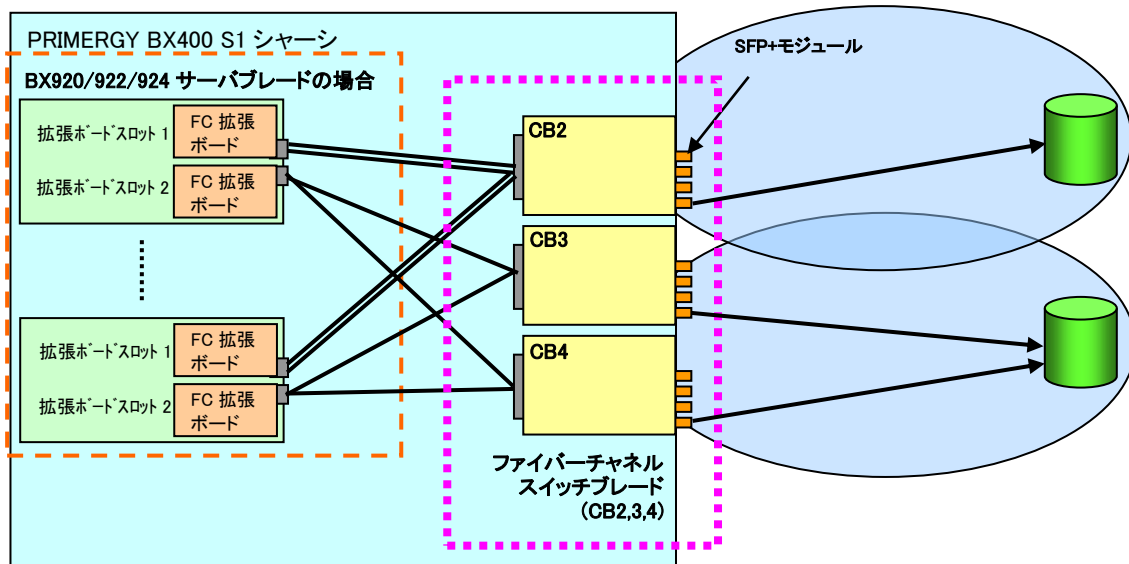 PRIMERGY BX400 S1 シャーシ
BX920/922/924 サーバブレードの場合
拡張ボードスロット 1
FC 拡張
ボード
拡張ボードスロット 2
FC 拡張
ボード
拡張ボードスロット 1
FC 拡張
ボード
拡張ボードスロット 2
FC 拡張
ボード
CB2
CB3
CB4
ファイバーチャネル
スイッチブレード
(CB2,3,4)
SFP+モジュール